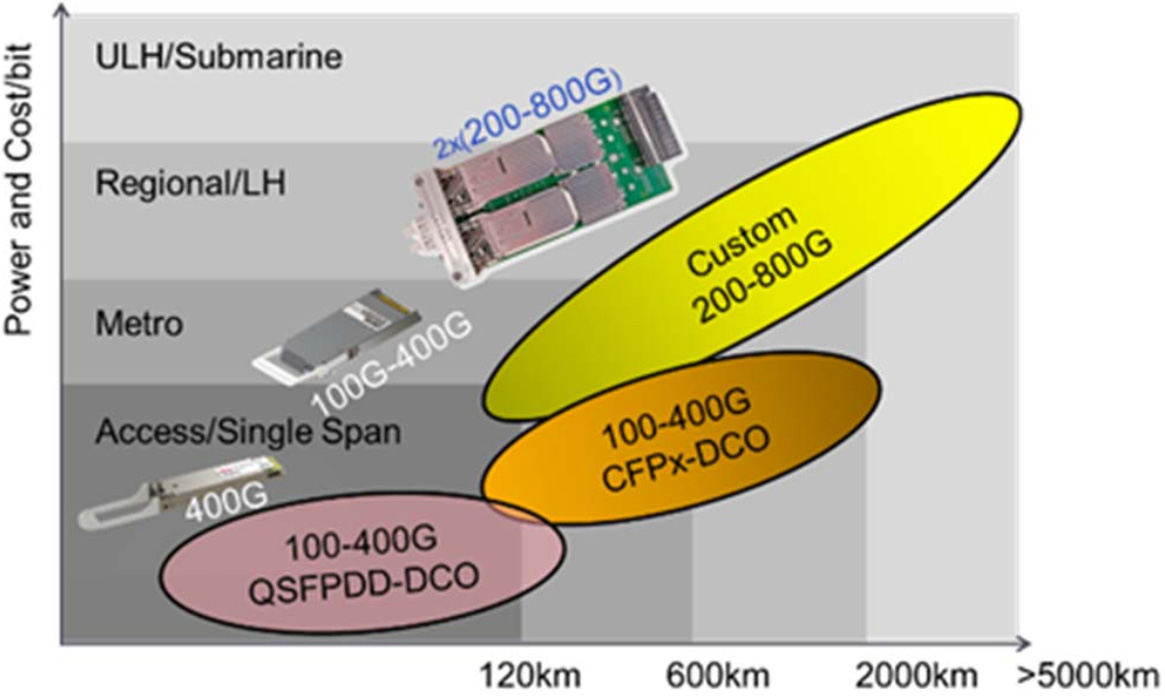 Power and Cost/bit
ULH/Submarine
2x(200-800G)
Regional/LH
Custom
200-800G
Metro
100G-400G
100-400G
CFPx-DCO
Access/Single Span
400G
100-400G
QSFPDD-DCO
120km
600km
2000km
>5000km